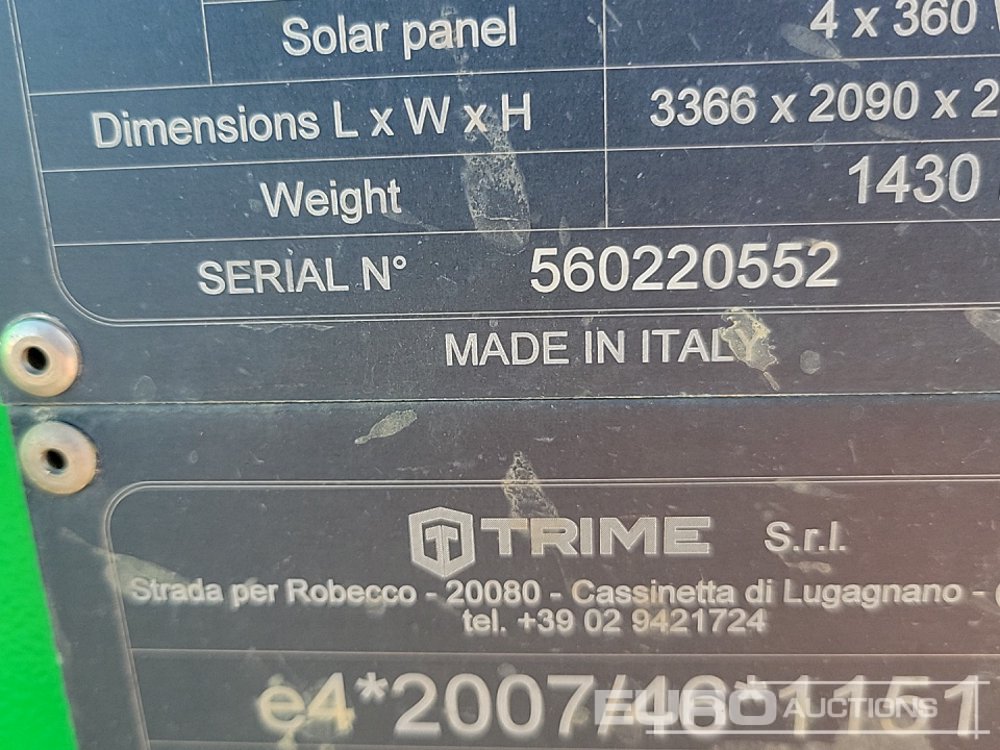 Solar panel 4 x 360
Dimensions L x W x H 3366 x 2090 x 2
Weight 1430
SERIAL N° 560220552
MADE IN ITALY
TRIME S.r.l.
Strada per Robecco - 20080 - Cassinetta di Lugagnano -
tel. +39 02 9421724
e4*2007/46*1151
EURO AUCTIONS